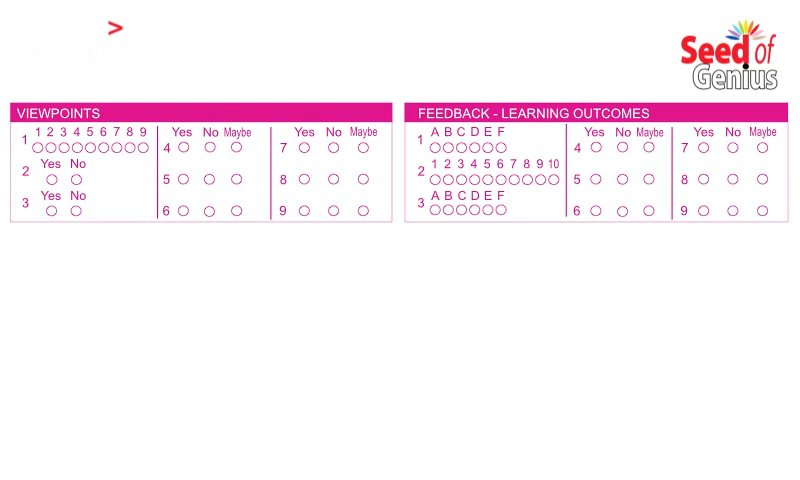 >
Seed of
Genius
VIEWPOINTS
1 2 3 4 5 6 7 8 9
1
Yes No
2
Yes No
3
Yes No Maybe
4
5
6
Yes No Maybe
7
8
9
FEEDBACK - LEARNING OUTCOMES
A B C D E F
1
1 2 3 4 5 6 7 8 9 10
2
A B C D E F
3
Yes No Maybe
4
5
6
Yes No Maybe
7
8
9